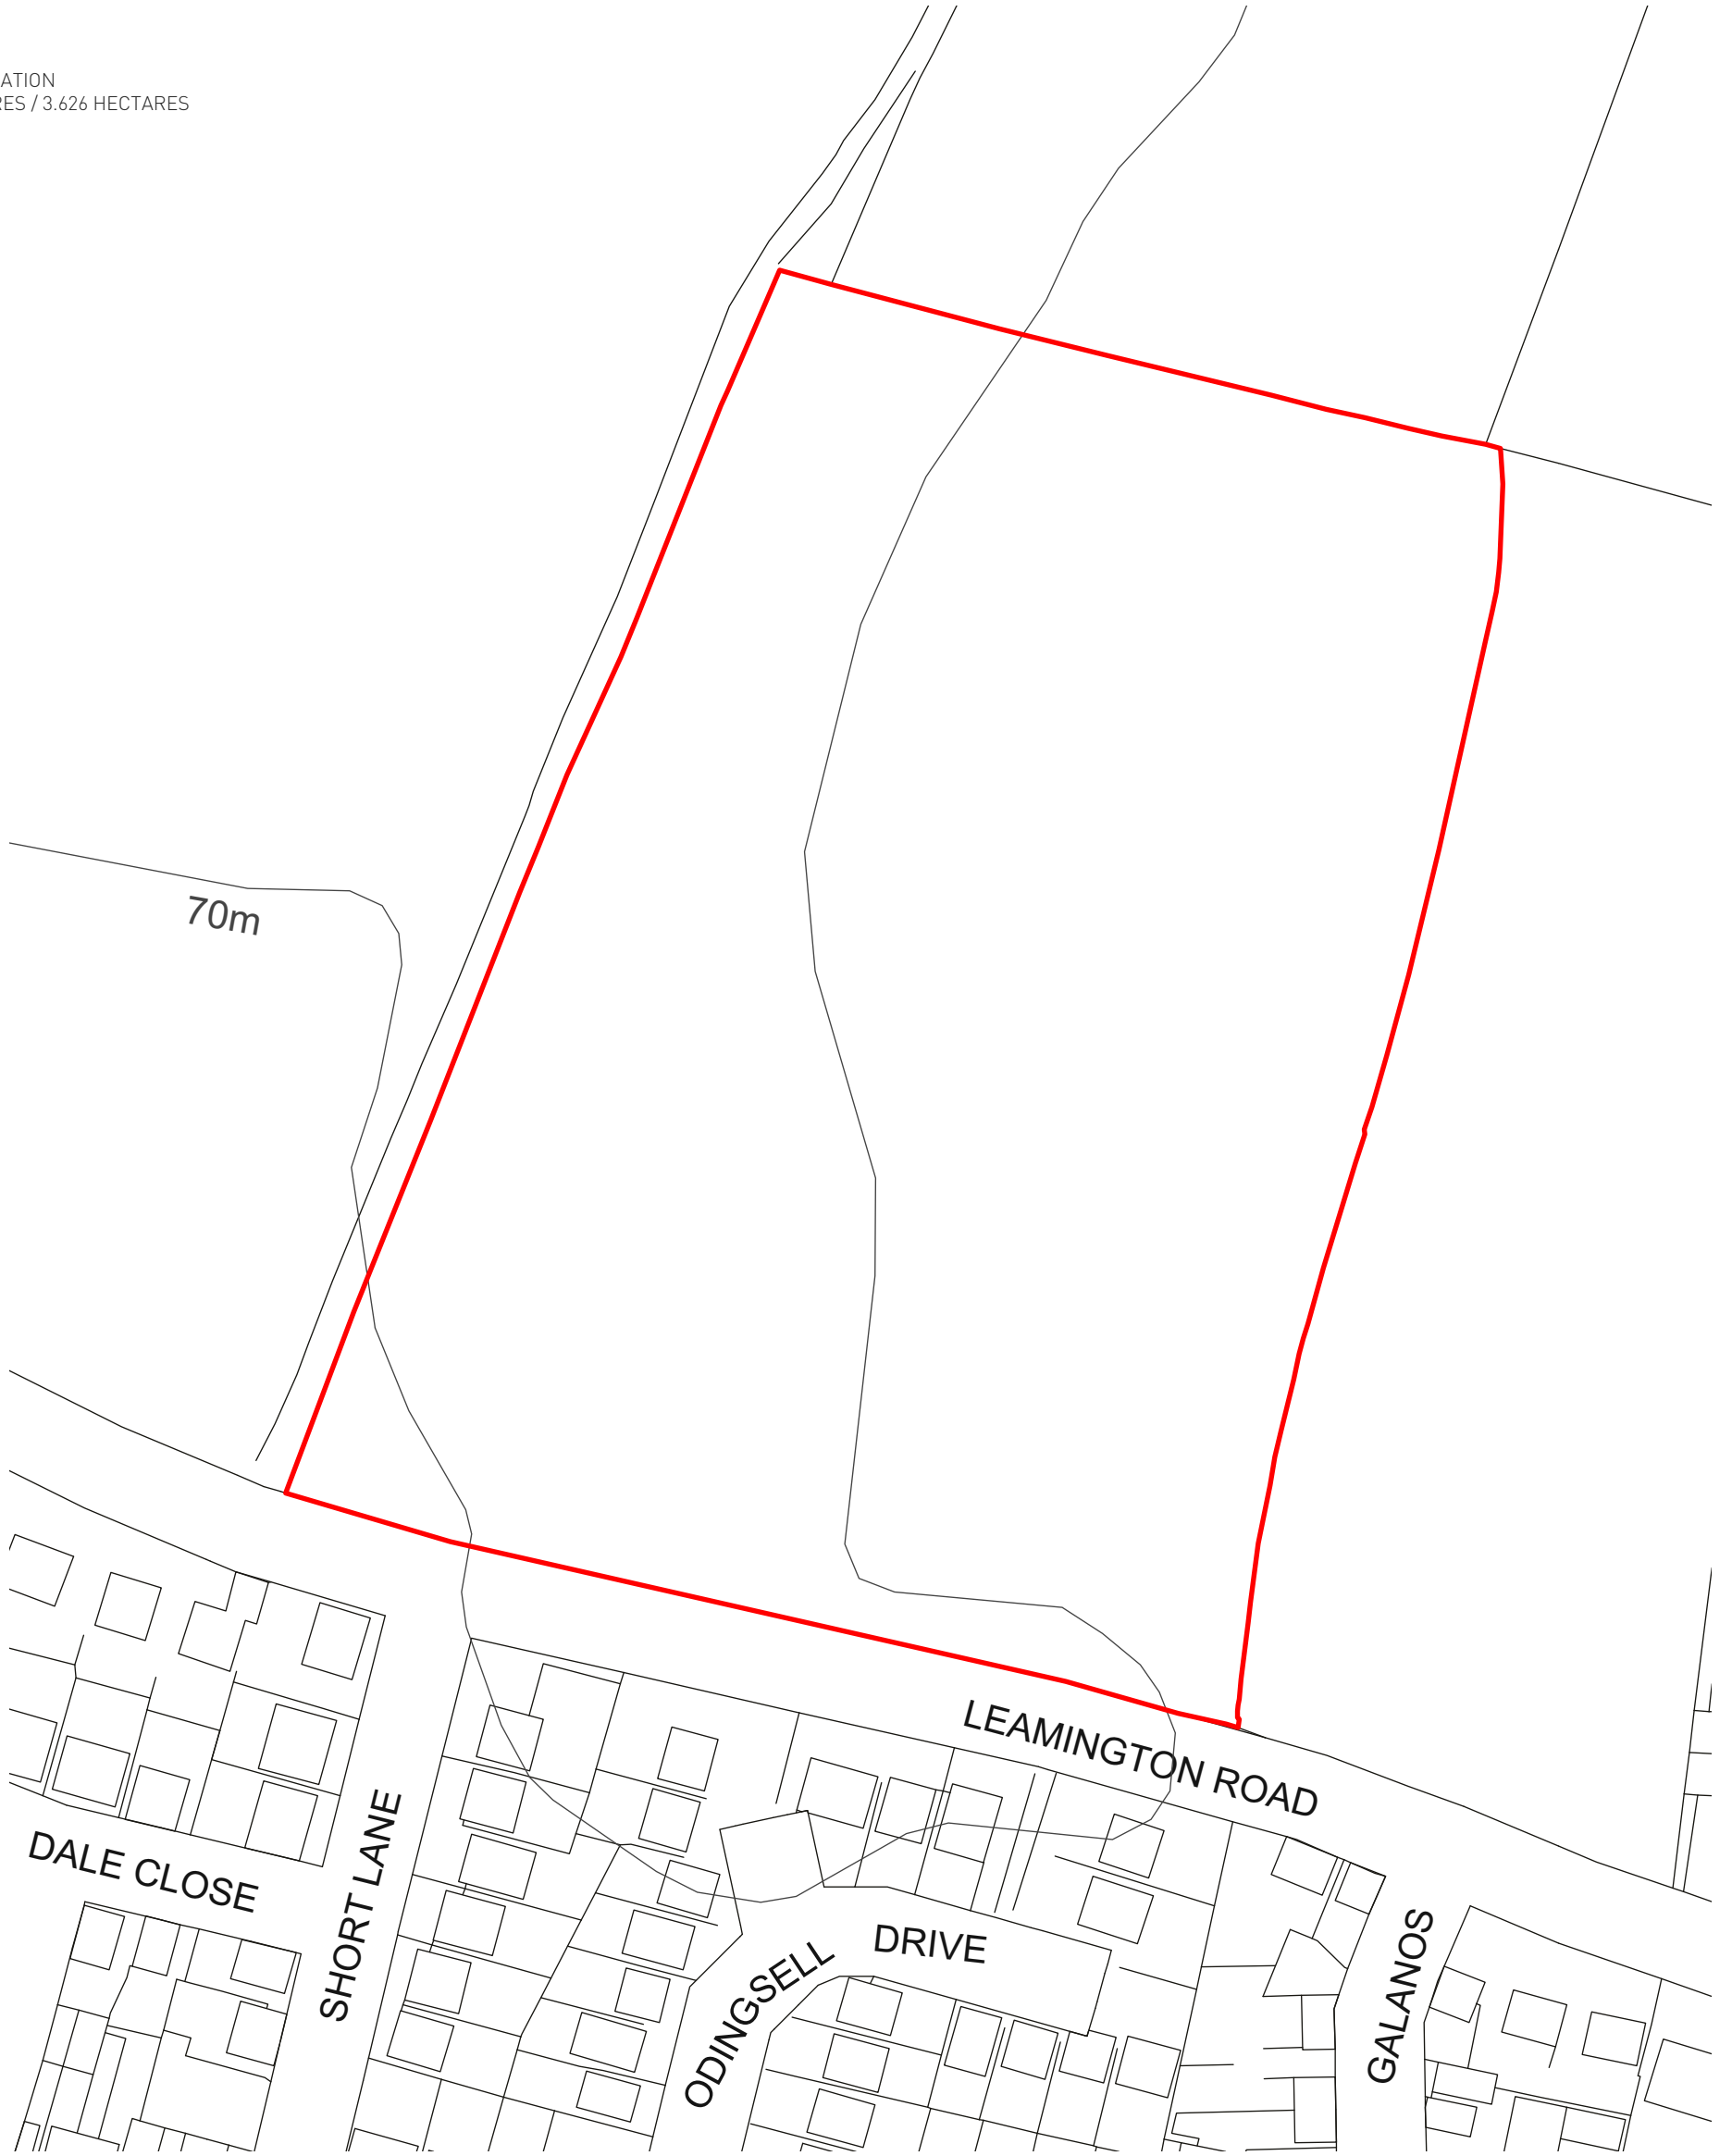 ATION
RES / 3.626 HECTARES
70m
LEAMINGTON ROAD
DALE CLOSE
SHORT LANE
DRIVE
ODINGSELL
GALANOS